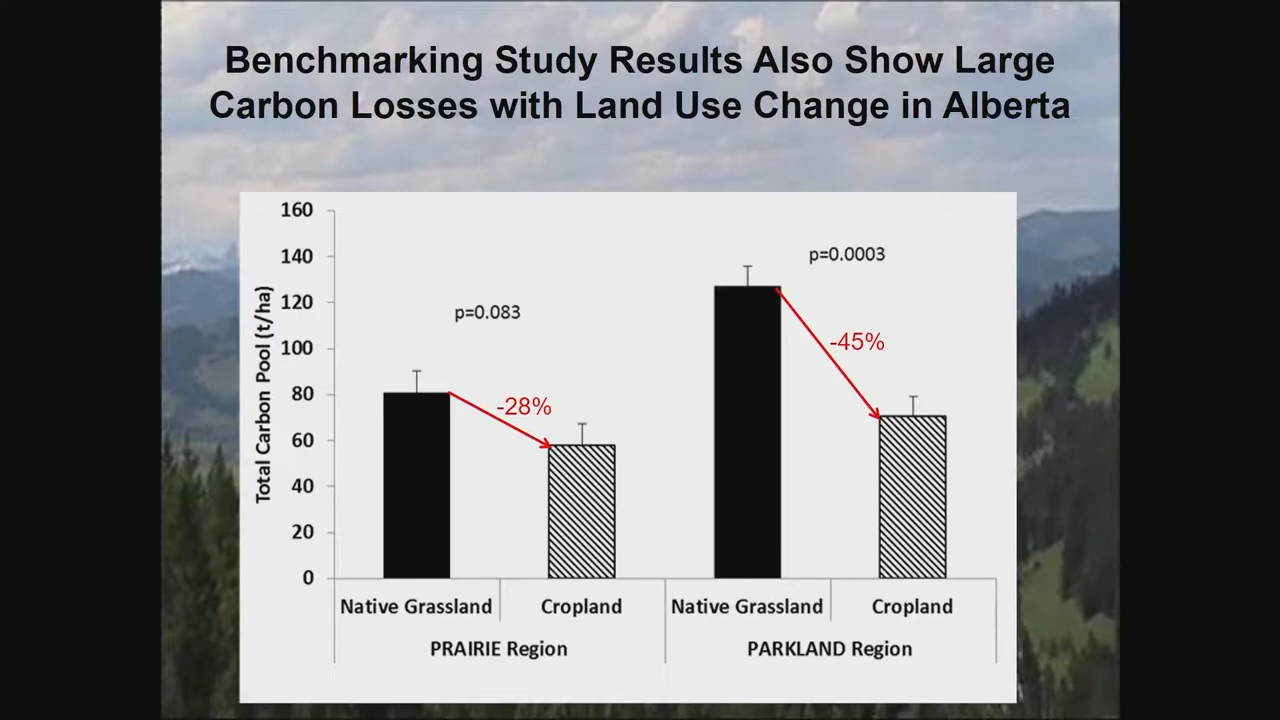 Benchmarking Study Results Also Show Large
Carbon Losses with Land Use Change in Alberta
Total Carbon Pool (t/ha)
160
140
120
100
80
60
40
20
0
p=0.083
-28%
p=0.0003
-45%
Native Grassland
Cropland
Native Grassland
Cropland
PRAIRIE Region
PARKLAND Region